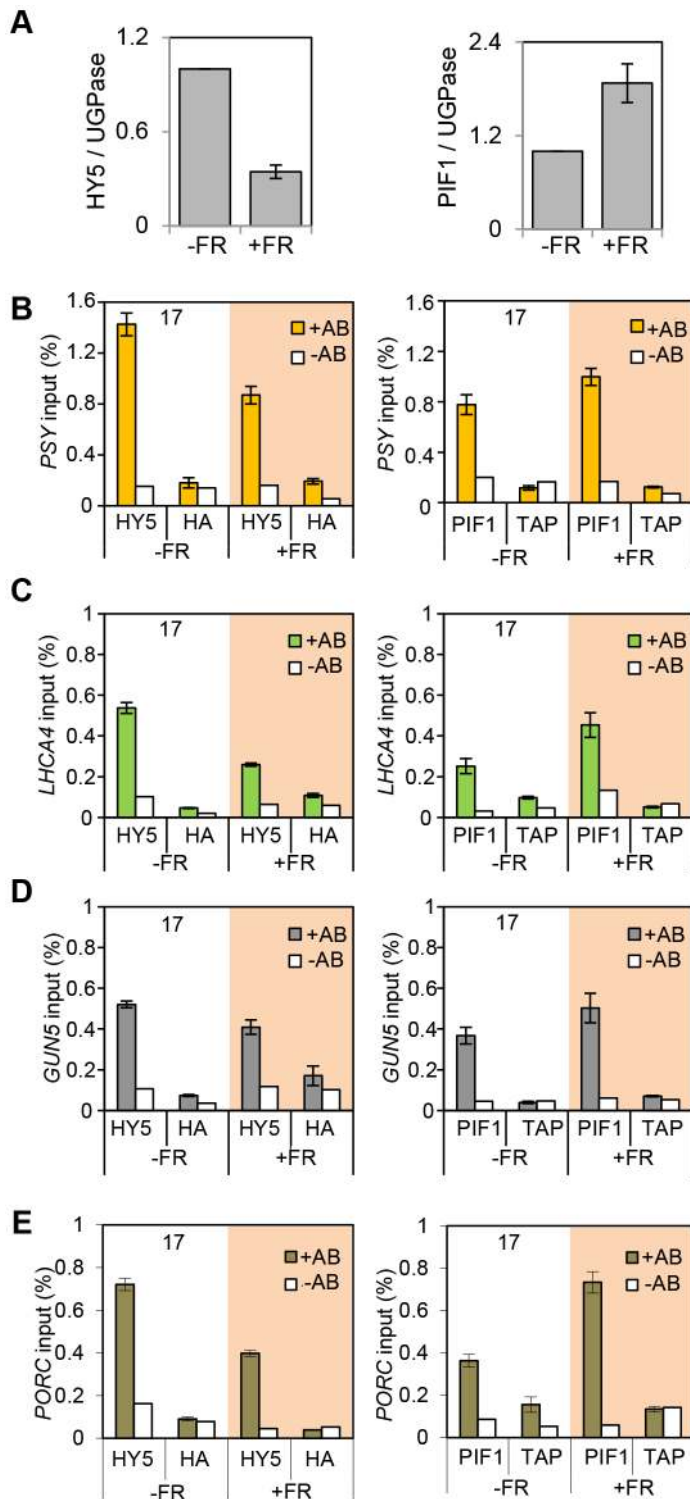 A
HY5 / UGPase
1.2
0.6
0
-FR
+FR
PIF1 / UGPase
2.4
1.2
0
-FR
+FR
B
PSY input (%)
1.6
1.2
0.8
0.4
0
17
+AB
-AB
HY5 HA HY5 HA
-FR +FR
PSY input (%)
1.6
1.2
0.8
0.4
0
17
+AB
-AB
PIF1 TAP PIF1 TAP
-FR +FR
C
LHCA4 input (%)
1
0.8
0.6
0.4
0.2
0
17
+AB
-AB
HY5 HA HY5 HA
-FR +FR
LHCA4 input (%)
1
0.8
0.6
0.4
0.2
0
17
+AB
-AB
PIF1 TAP PIF1 TAP
-FR +FR
D
GUN5 input (%)
1
0.8
0.6
0.4
0.2
0
17
+AB
-AB
HY5 HA HY5 HA
-FR +FR
GUN5 input (%)
1
0.8
0.6
0.4
0.2
0
17
+AB
-AB
PIF1 TAP PIF1 TAP
-FR +FR
E
PORC input (%)
1
0.8
0.6
0.4
0.2
0
17
+AB
-AB
HY5 HA HY5 HA
-FR +FR
PORC input (%)
1
0.8
0.6
0.4
0.2
0
17
+AB
-AB
PIF1 TAP PIF1 TAP
-FR +FR